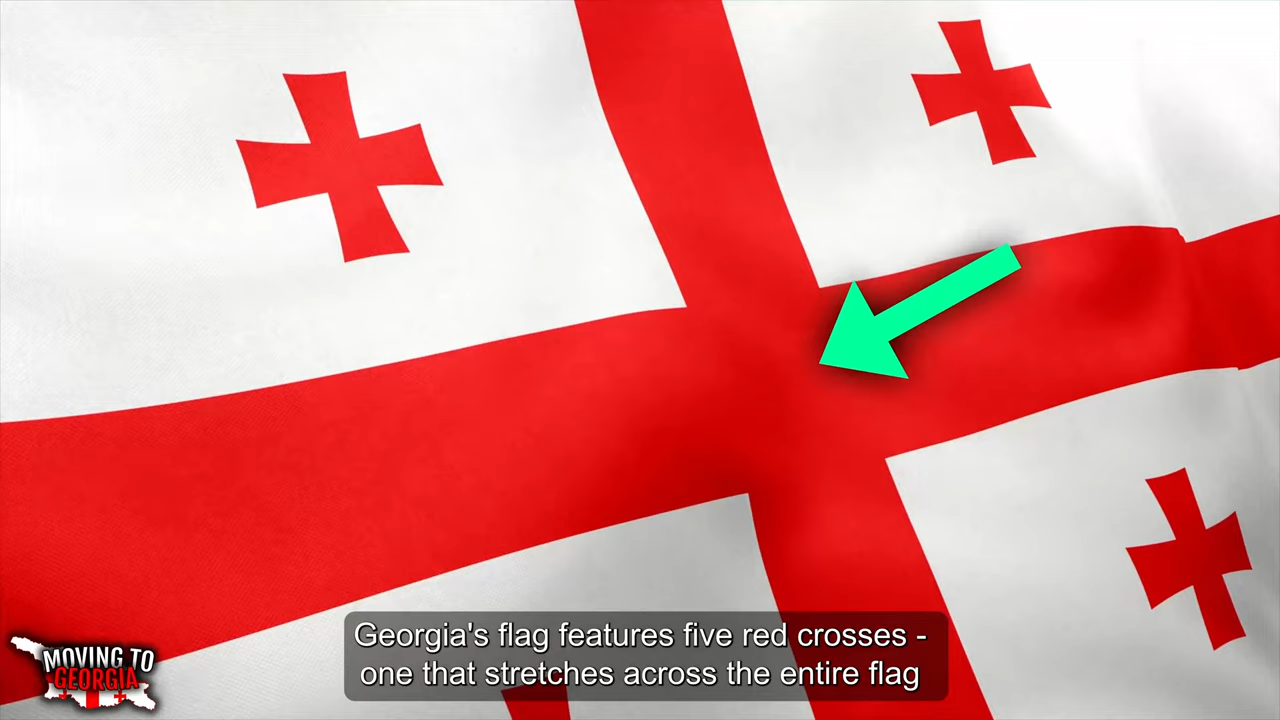 Georgia's flag features five red crosses -
one that stretches across the entire flag
MOVING TO
GEORGIA